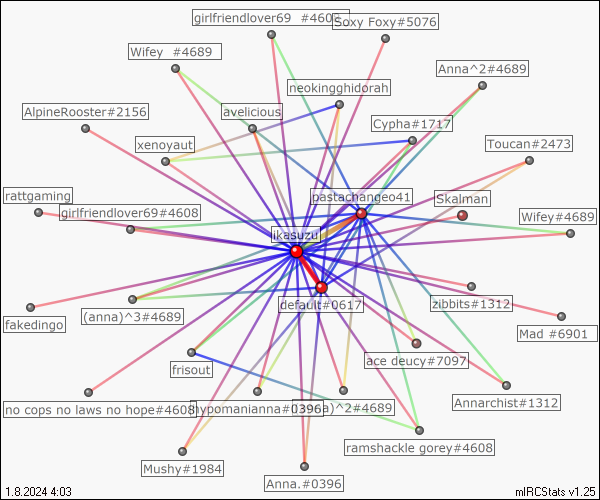 girlfriendlover69 #4608
Soxy Foxy#5076
Wifey #4689
Anna^2#4689
neokingghidorah
AlpineRooster#2156
avelicious
Cypha#1717
xenoyaut
Toucan#2473
pastachangeo41
rattgaming
Skalman
girlfriendlover69#4608
Wifey#4689
ikasuzu
default#0617
zibbits#1312
fakedingo
(anna)^3#4689
Mad #6901
frisout
ace deucy#7097
no cops no laws no hope#4608
hypomanianna#0396
a)^2#4689
Annarchist#1312
ramshackle gorey#4608
Mushy#1984
Anna.#0396
1.8.2024 4:03
mIRCStats v1.25